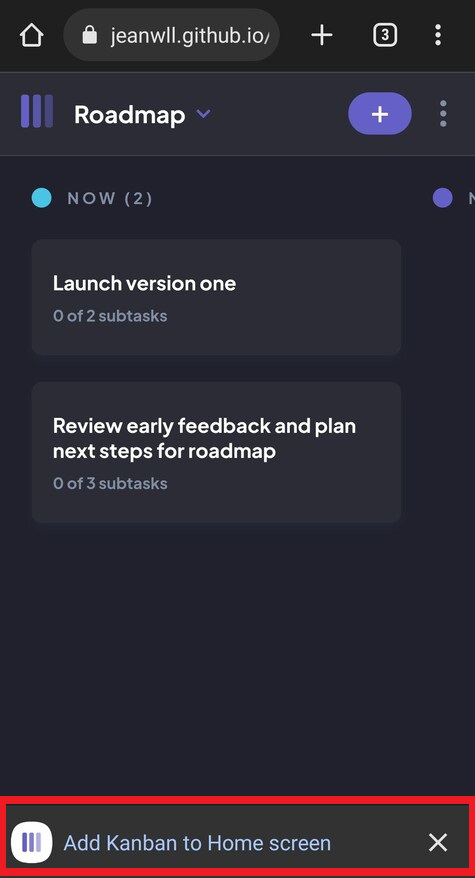 jeanwll.github.io/
3
Roadmap
+
NOW (2)
Launch version one
0 of 2 subtasks
Review early feedback and plan
next steps for roadmap
0 of 3 subtasks
Add Kanban to Home screen